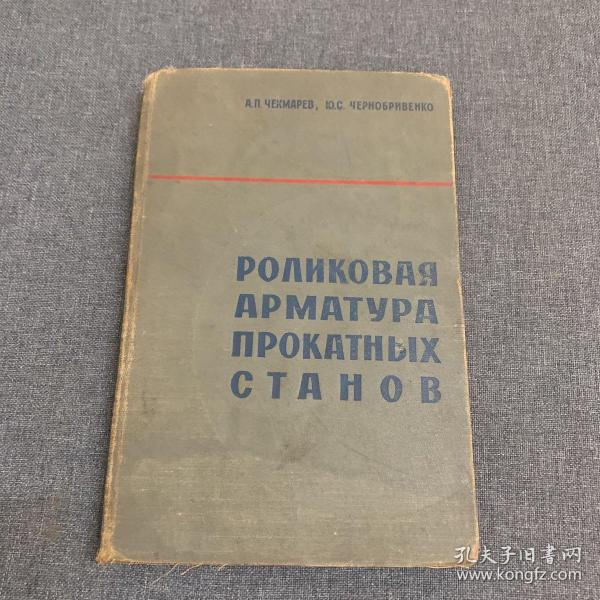 А.П. ЧЕКМАРЕВ, Ю.С. ЧЕРНОБРИВЕНКО
РОЛИКОВАЯ
АРМАТУРА
ПРОКАТНЫХ
СТАНОВ
孔夫子旧书网
www.kongfz.com